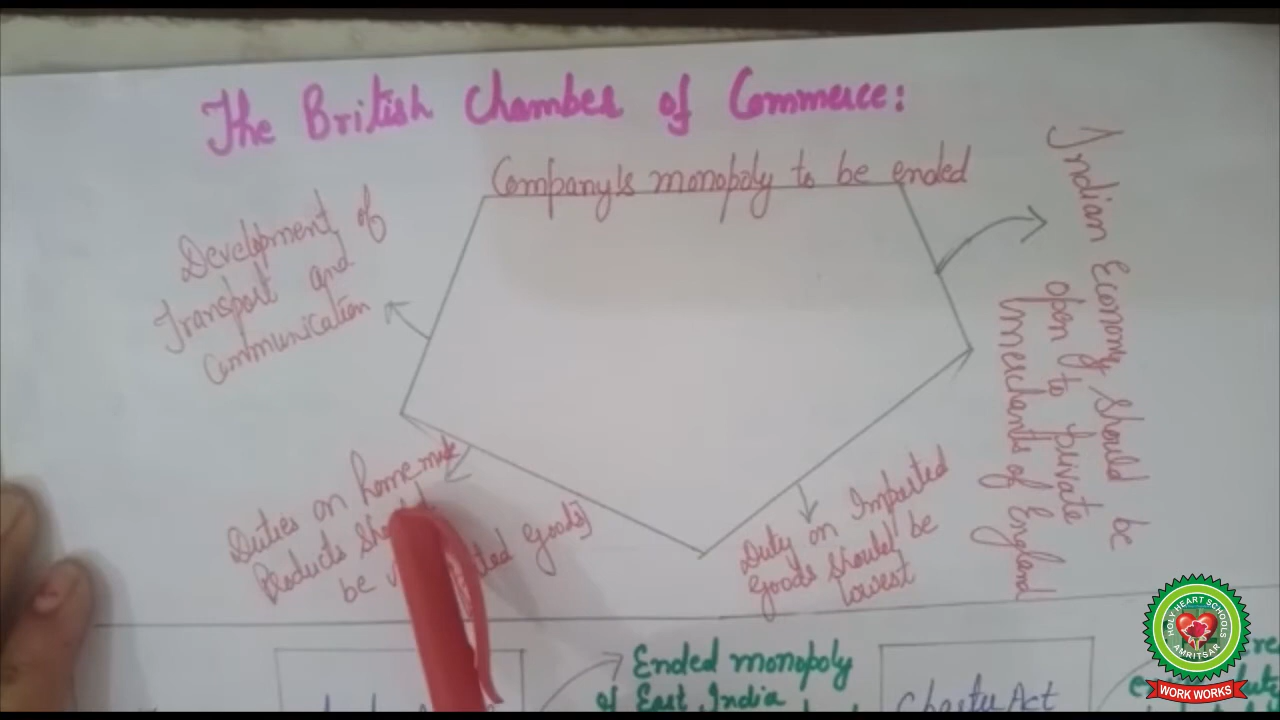 The British Chamber of Commerce:
Company's monopoly to be ended
Indian Economy should be
open to private
merchants of England
Development of
Transport and
Communication
Duties on home made
Products
be
Goods)
Duty on Imported
Goods should be
lowest
Ended monopoly
of East India
Charter Act
HOLY HEART SCHOOLS
AMRITSAR
WORK WORKS